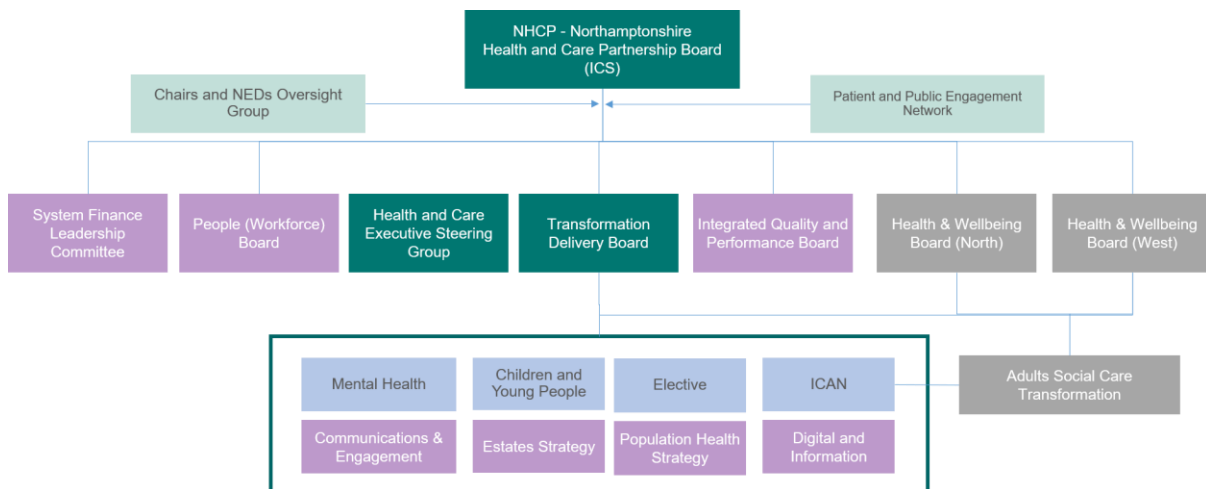 NHCP - Northamptonshire
Health and Care Partnership Board
(ICS)
Chairs and NEDs Oversight
Group
Patient and Public Engagement
Network
System Finance
Leadership
Committee
People (Workforce)
Board
Health and Care
Executive Steering
Group
Transformation
Delivery Board
Integrated Quality and
Performance Board
Health & Wellbeing
Board (North)
Health & Wellbeing
Board (West)
Mental Health
Children and
Young People
Elective
ICAN
Adults Social Care
Transformation
Communications &
Engagement
Estates Strategy
Population Health
Strategy
Digital and
Information